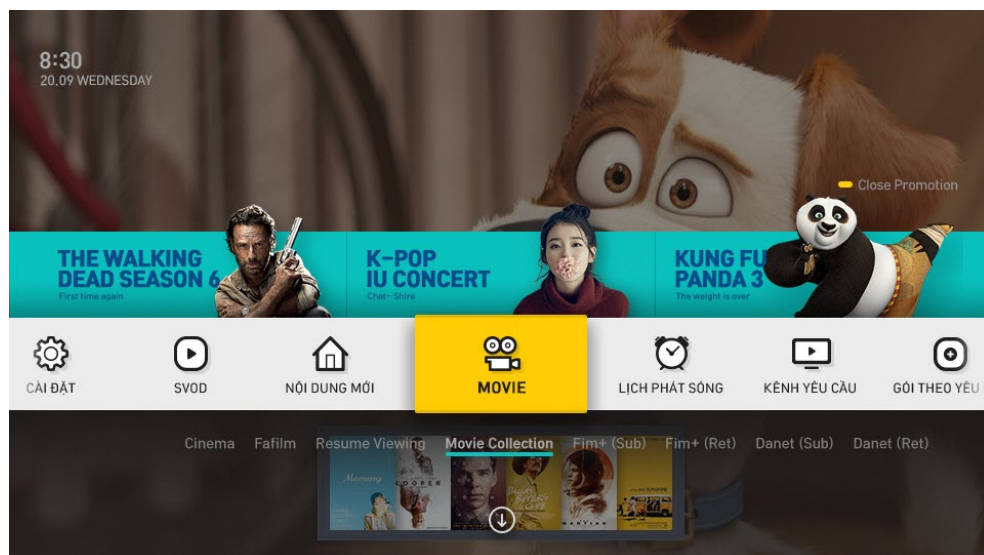 8:30
20.09 WEDNESDAY
Close Promotion
THE WALKING
DEAD SEASON 6
First time again
K-POP
IU CONCERT
Chat- Shire
KUNG FU
PANDA 3
The weight is over
CÀI ĐẶT
SVOD
NỘI DUNG MỚI
MOVIE
LỊCH PHÁT SÓNG
KÊNH YÊU CẦU
GÓI THEO YÊU
Cinema
Fafilm
Resume Viewing
Movie Collection
Fim+ (Sub)
Fim+ (Ret)
Danet (Sub)
Danet (Ret)
Memory
COOPER